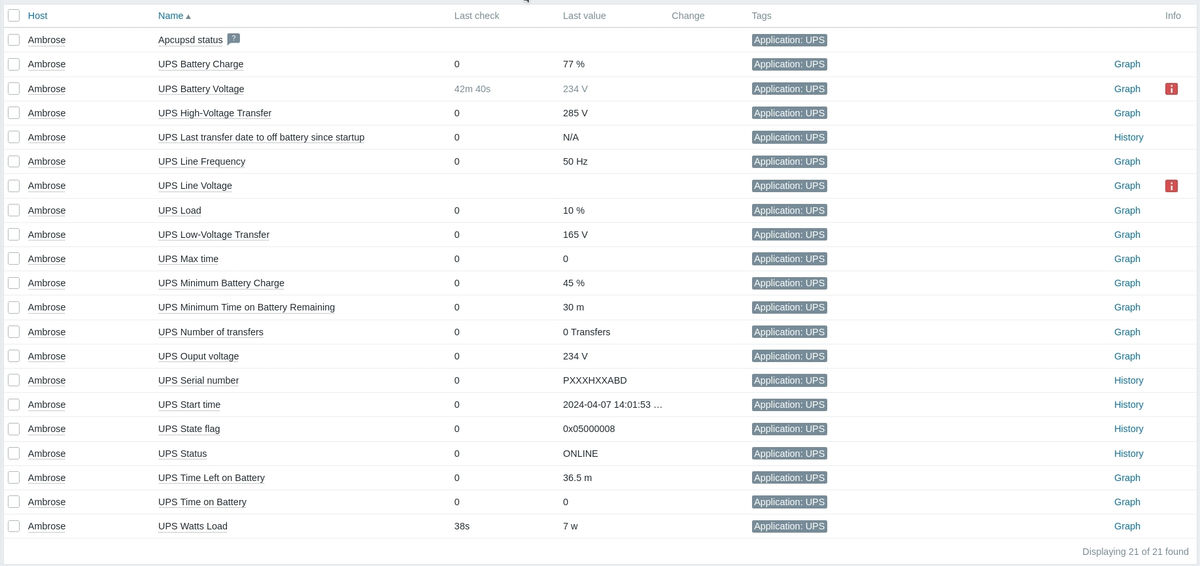 Host Name▲ Last check Last value Change Tags Info
Ambrose Apcupsd status ? Application: UPS
Ambrose UPS Battery Charge 0 77 % Application: UPS Graph
Ambrose UPS Battery Voltage 42m 40s 234 V Application: UPS Graph i
Ambrose UPS High-Voltage Transfer 0 285 V Application: UPS Graph
Ambrose UPS Last transfer date to off battery since startup 0 N/A Application: UPS History
Ambrose UPS Line Frequency 0 50 Hz Application: UPS Graph
Ambrose UPS Line Voltage Application: UPS Graph i
Ambrose UPS Load 0 10 % Application: UPS Graph
Ambrose UPS Low-Voltage Transfer 0 165 V Application: UPS Graph
Ambrose UPS Max time 0 0 Application: UPS Graph
Ambrose UPS Minimum Battery Charge 0 45 % Application: UPS Graph
Ambrose UPS Minimum Time on Battery Remaining 0 30 m Application: UPS Graph
Ambrose UPS Number of transfers 0 0 Transfers Application: UPS Graph
Ambrose UPS Ouput voltage 0 234 V Application: UPS Graph
Ambrose UPS Serial number 0 PXXXHXXABD Application: UPS History
Ambrose UPS Start time 0 2024-04-07 14:01:53 ... Application: UPS History
Ambrose UPS State flag 0 0x05000008 Application: UPS History
Ambrose UPS Status 0 ONLINE Application: UPS History
Ambrose UPS Time Left on Battery 0 36.5 m Application: UPS Graph
Ambrose UPS Time on Battery 0 0 Application: UPS Graph
Ambrose UPS Watts Load 38s 7 w Application: UPS Graph
Displaying 21 of 21 found